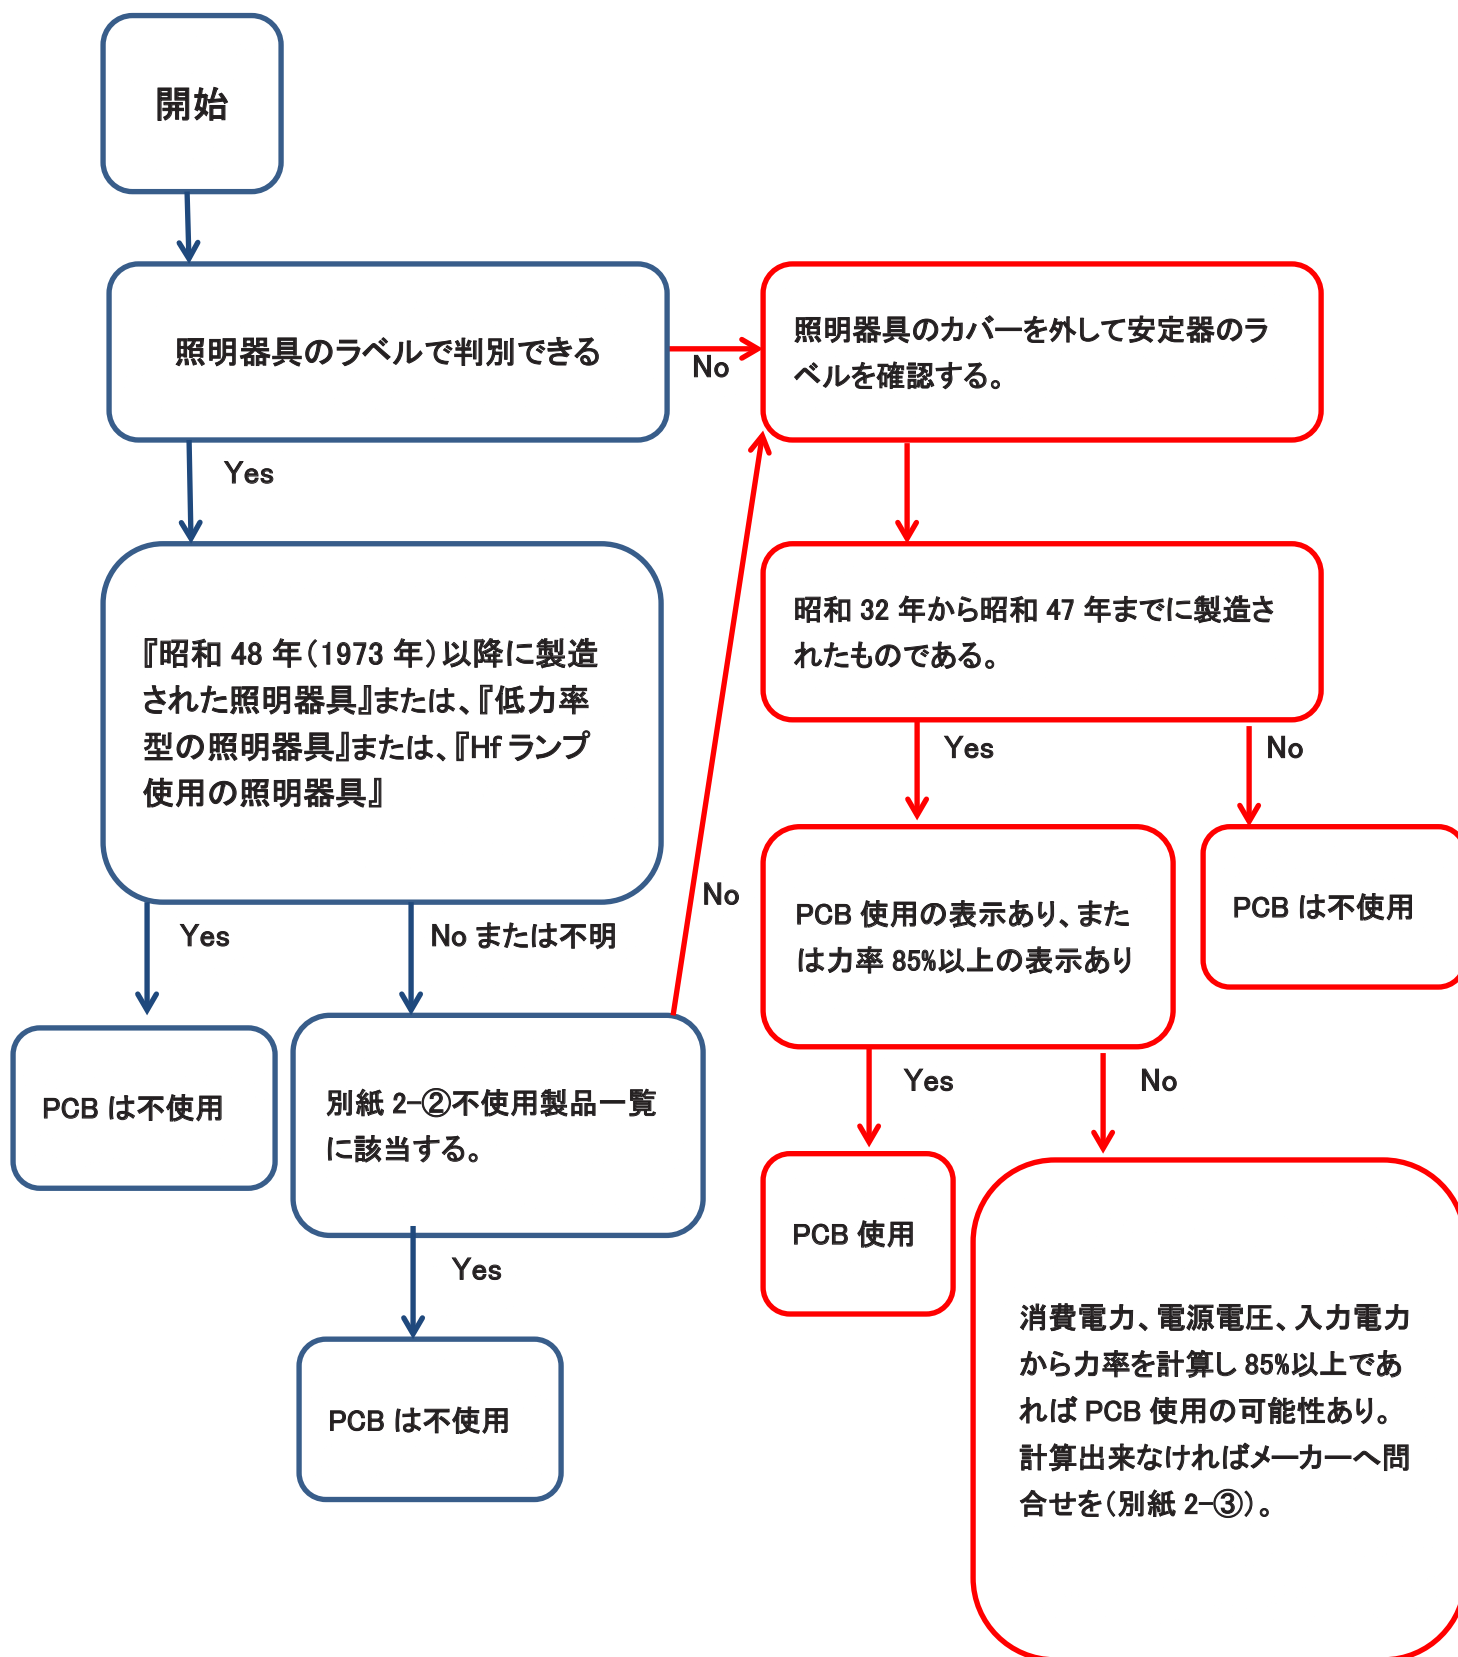 開始
照明器具のラベルで判別できる
No
照明器具のカバーを外して安定器のラ
ベルを確認する。
Yes
『昭和 48 年（1973 年）以降に製造
された照明器具』または、『低力率
型の照明器具』または、『Hf ランプ
使用の照明器具』
昭和 32 年から昭和 47 年までに製造さ
れたものである。
Yes
No
Yes
No または不明
No
PCB 使用の表示あり、また
は力率 85%以上の表示あり
PCB は不使用
PCB は不使用
別紙 2-②不使用製品一覧
に該当する。
Yes
No
Yes
PCB は不使用
PCB 使用
消費電力、電源電圧、入力電力
から力率を計算し 85%以上であ
れば PCB 使用の可能性あり。
計算出来なければメーカーへ問
合せを（別紙 2-③）。